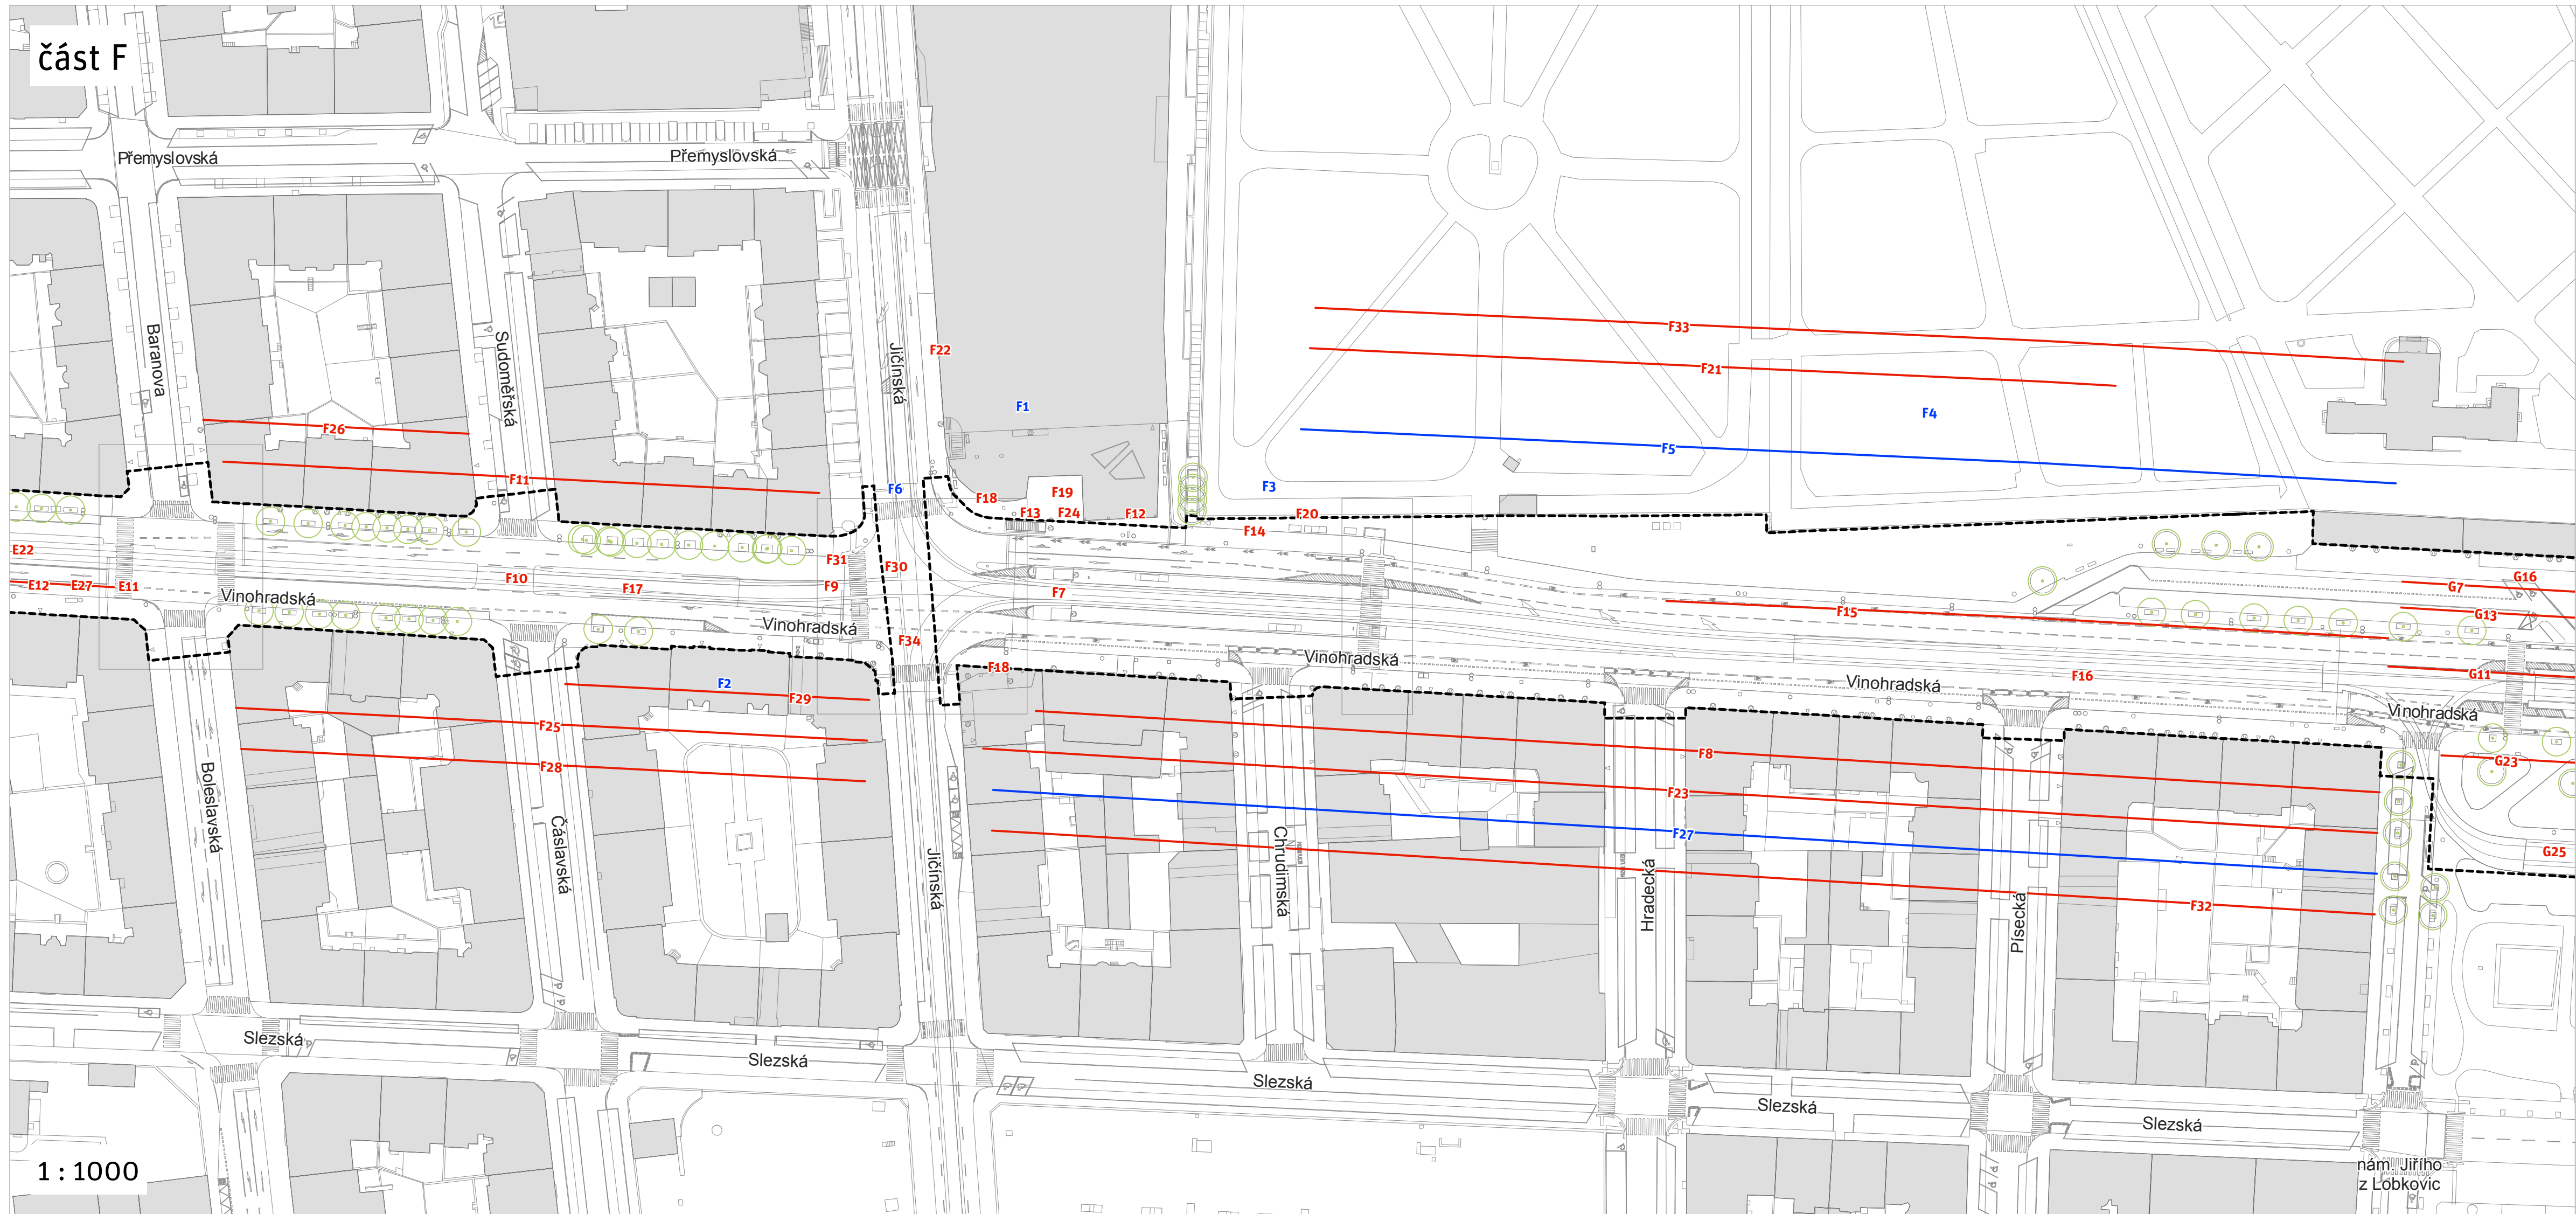 část F
Přemyslovská
Přemyslovská
Baranova
Sudoměřská
Jičínská
F22
F33
F21
F1
F4
F26
F5
F11
F6
F3
F18
F19
F13
F24
F12
F20
F14
E22
F31
F30
F10
F9
F17
F7
E12
E27
E11
Vinohradská
Vinohradská
F15
G16
G7
G13
F34
F18
Vinohradská
F16
G11
Vinohradská
Vinohradská
F2
F29
F25
F28
F8
F23
F27
G23
G25
F32
Boleslavská
Čáslavská
Jičínská
Chrudimská
Hradecká
Písecká
Slezská
Slezská
Slezská
Slezská
Slezská
nám. Jiřího
z Lobkovic
1 : 1000